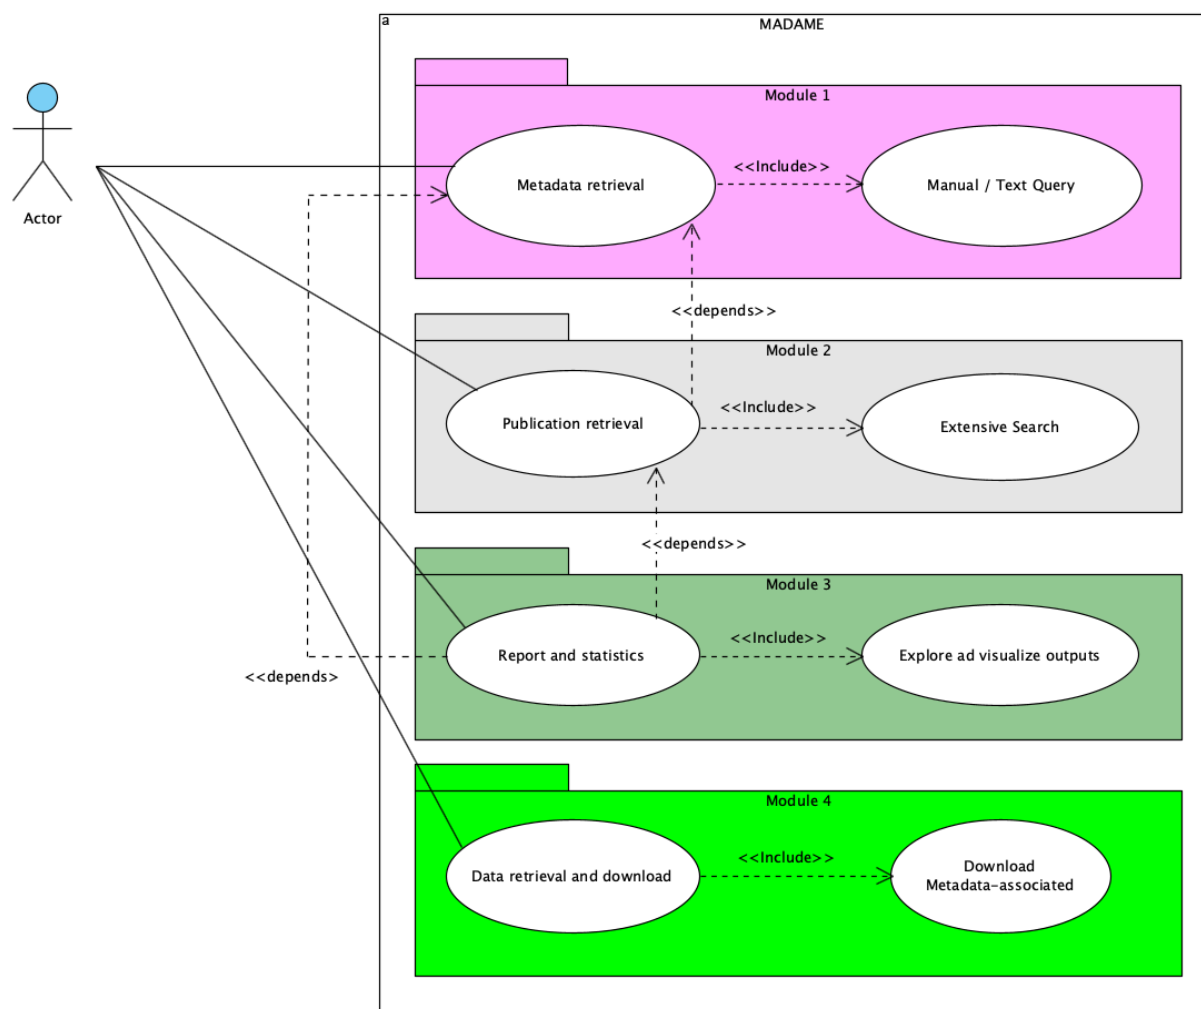 a
MADAME
Module 1
Metadata retrieval
<<Include>>
Manual / Text Query
Actor
<<depends>>
Module 2
Publication retrieval
<<Include>>
Extensive Search
<<depends>>
Module 3
Report and statistics
<<Include>>
Explore ad visualize outputs
<<depends>
Module 4
Data retrieval and download
<<Include>>
Download
Metadata-associated